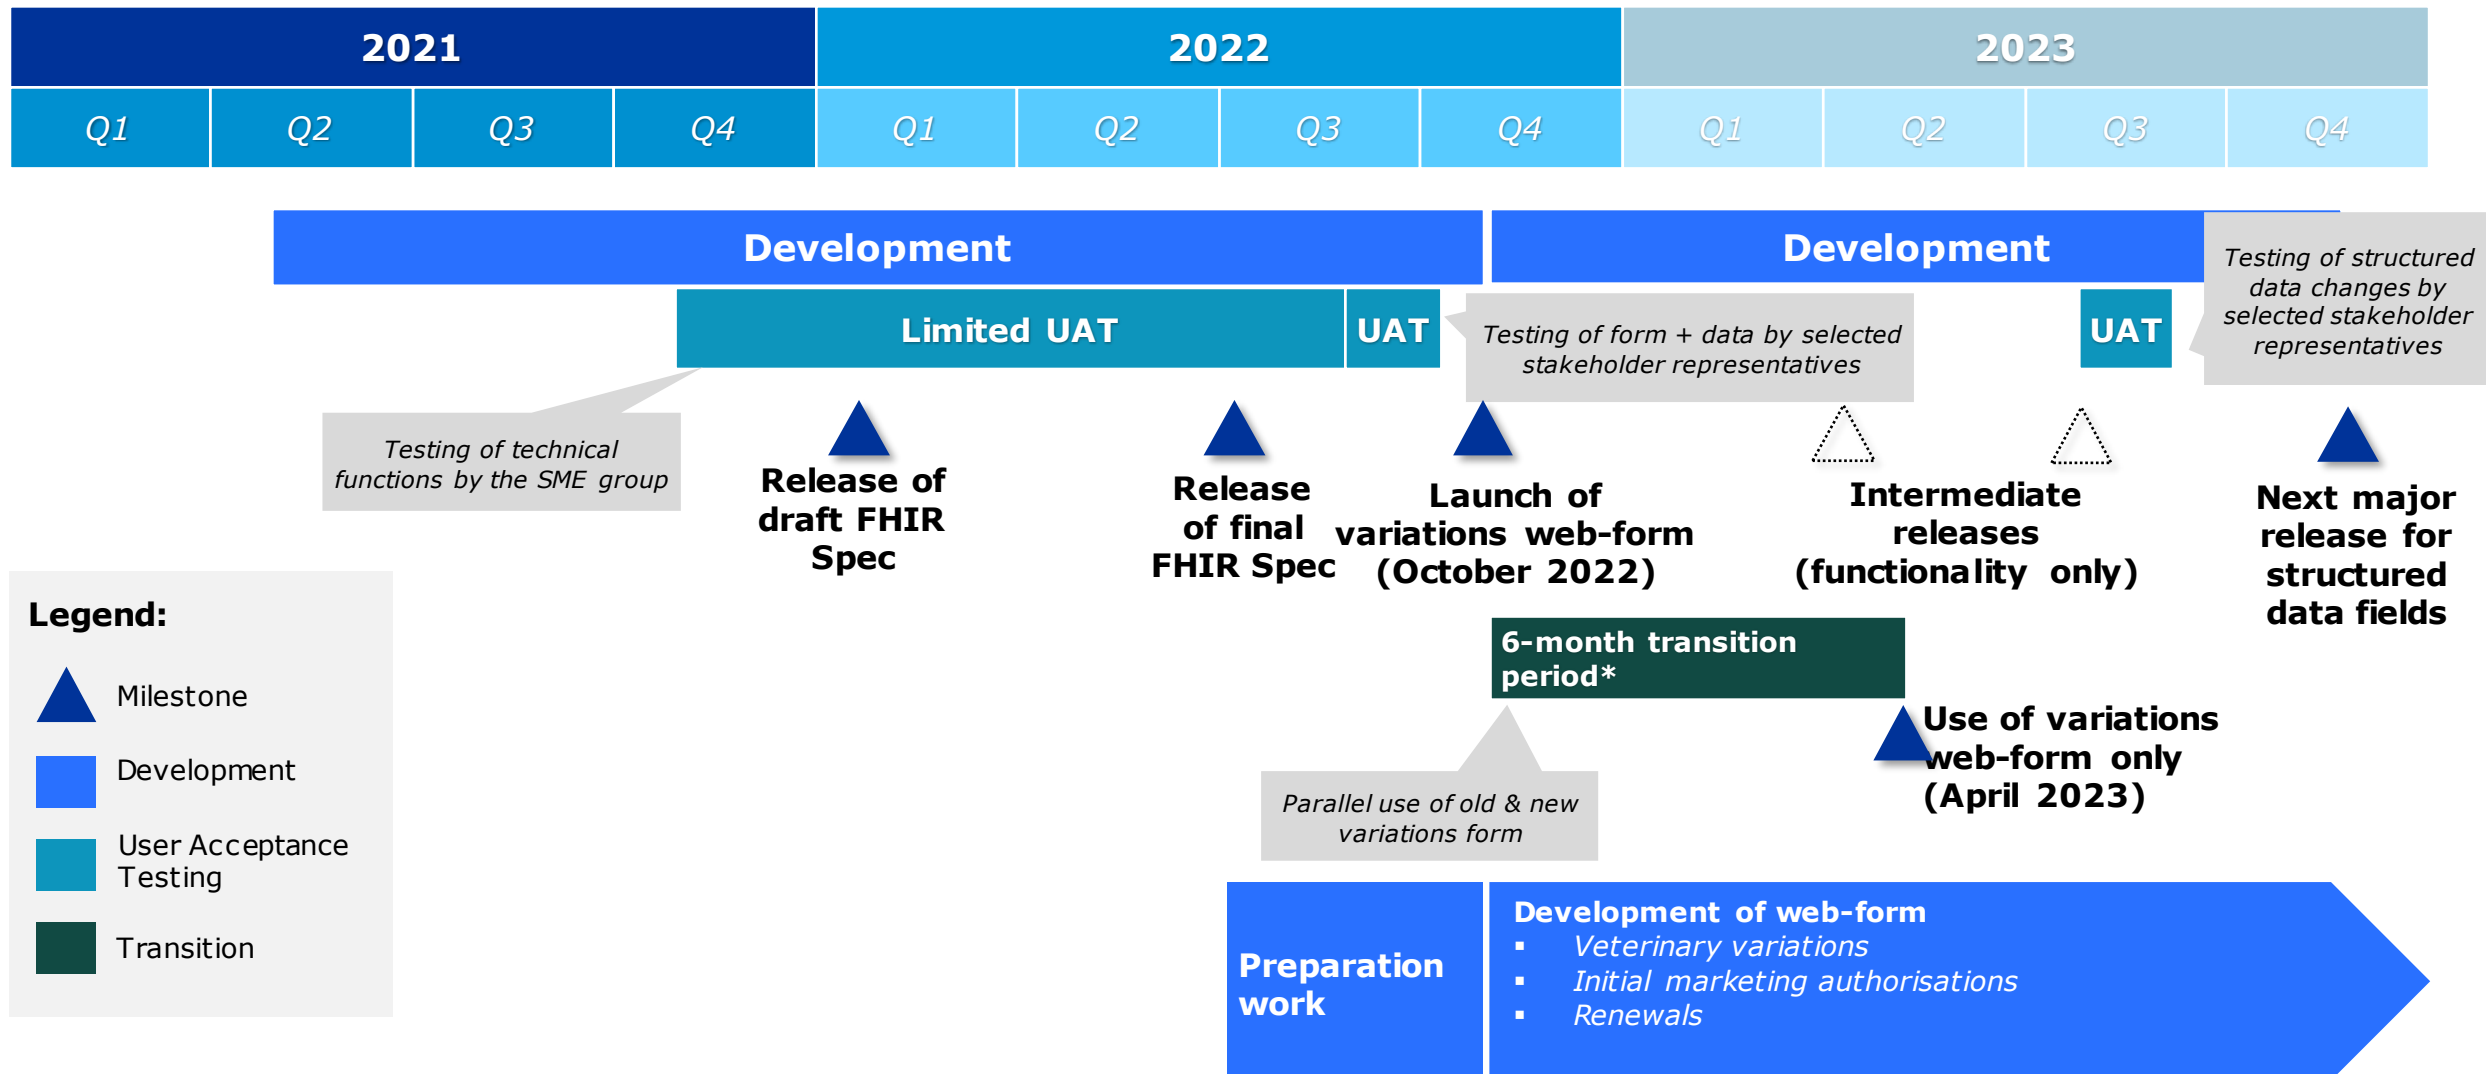 2021
2022
2023
Q1
Q2
Q3
Q4
Q1
Q2
Q3
Q4
Q1
Q2
Q3
Q4
Development
Development
Testing of structured
data changes by
selected stakeholder
representatives
Limited UAT
UAT
Testing of form + data by selected
stakeholder representatives
UAT
Testing of technical
functions by the SME group
Release of
draft FHIR
Spec
Release
of final
FHIR Spec
Launch of
variations web-form
(October 2022)
Intermediate
releases
(functionality only)
Next major
release for
structured
data fields
Legend:
Milestone
Development
User Acceptance
Testing
Transition
6-month transition
period*
Use of variations
web-form only
(April 2023)
Parallel use of old & new
variations form
Preparation
work
Development of web-form
▪ Veterinary variations
▪ Initial marketing authorisations
▪ Renewals